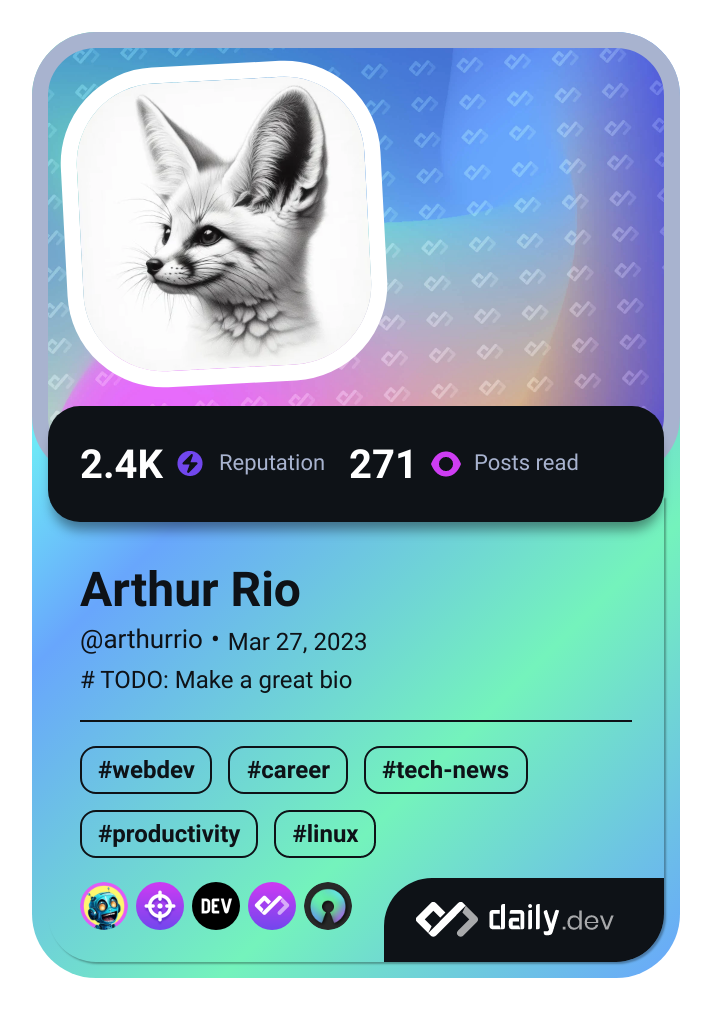 2.4K Reputation 271 Posts read
Arthur Rio
@arthurrio • Mar 27, 2023
# TODO: Make a great bio
#webdev #career #tech-news
#productivity #linux
DEV daily.dev